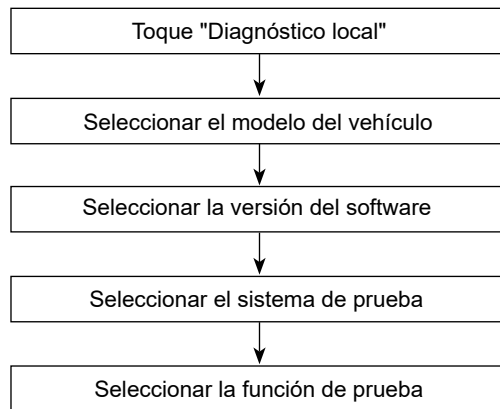 Toque "Diagnóstico local"
Seleccionar el modelo del vehículo
Seleccionar la versión del software
Seleccionar el sistema de prueba
Seleccionar la función de prueba